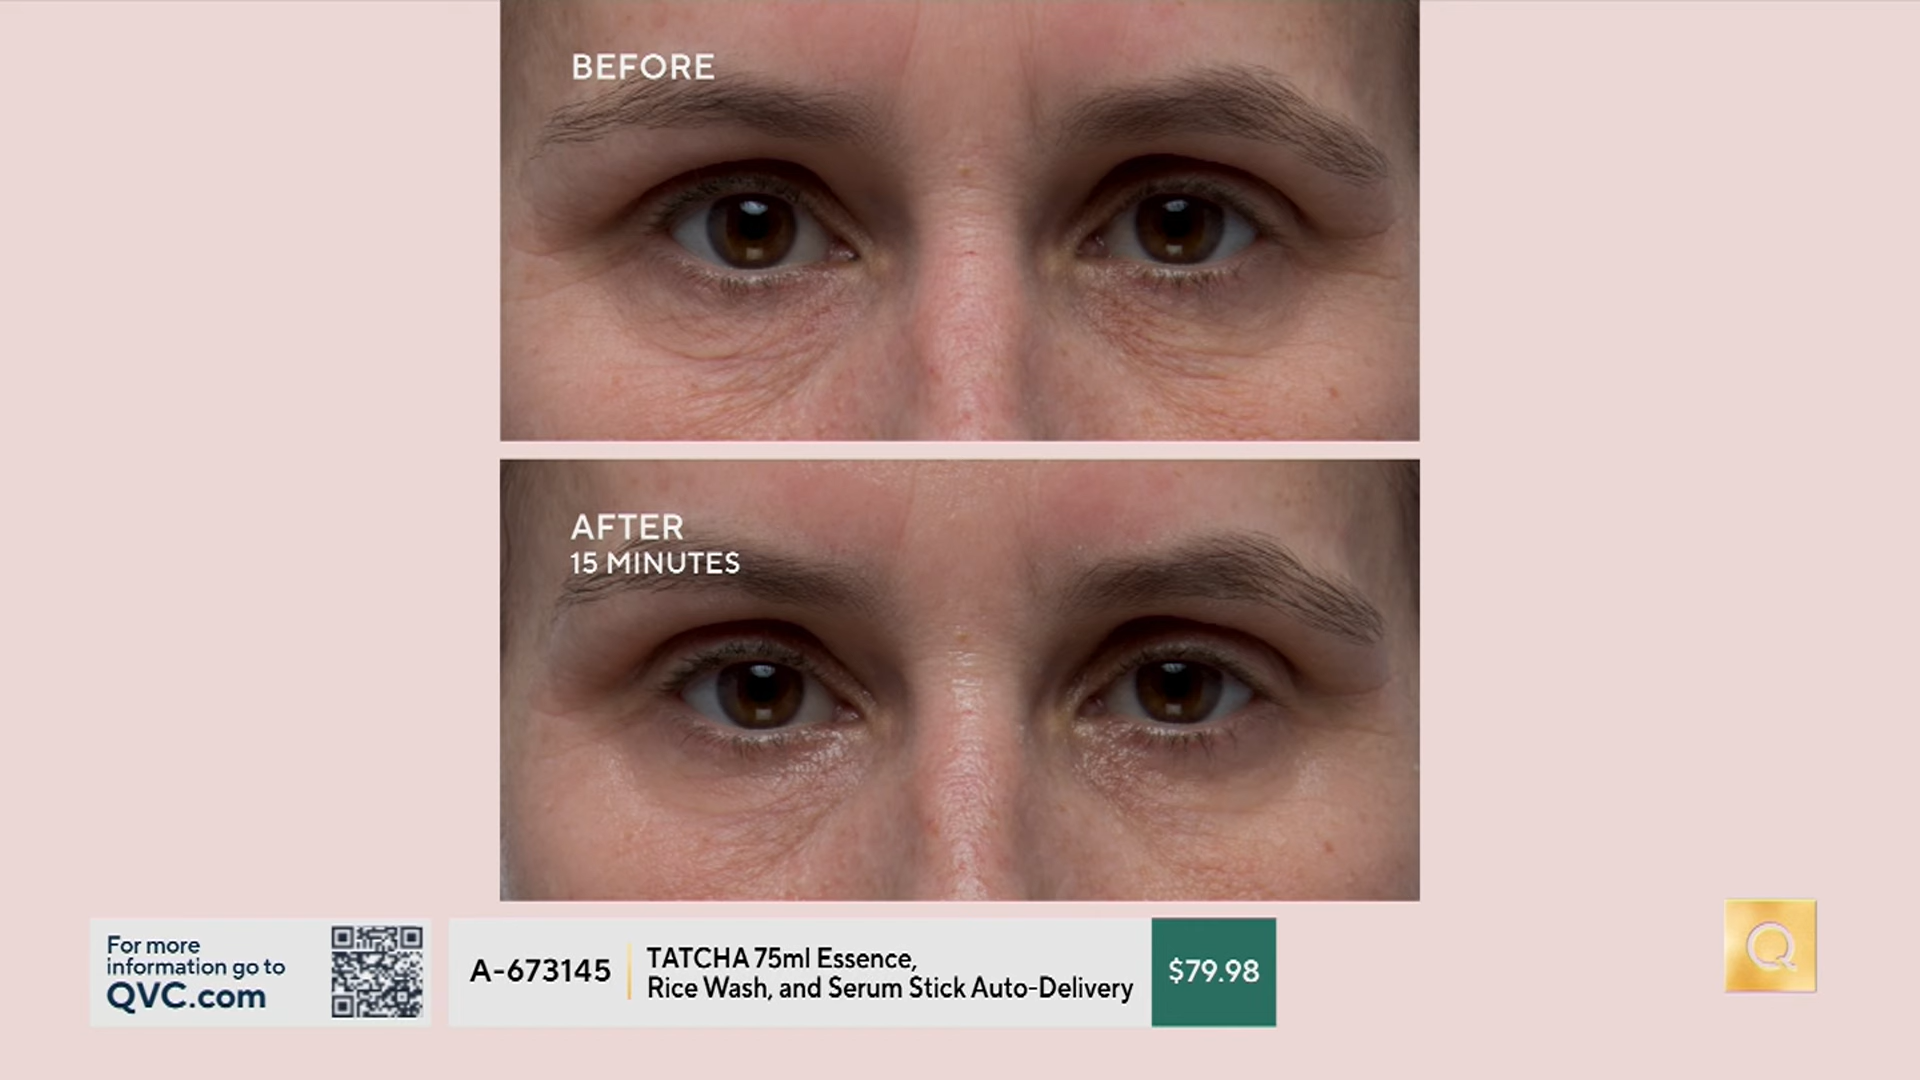 BEFORE
AFTER
15 MINUTES
For more
information go to
QVC.com
A-673145
TATCHA 75ml Essence,
Rice Wash, and Serum Stick Auto-Delivery
$79.98
Q